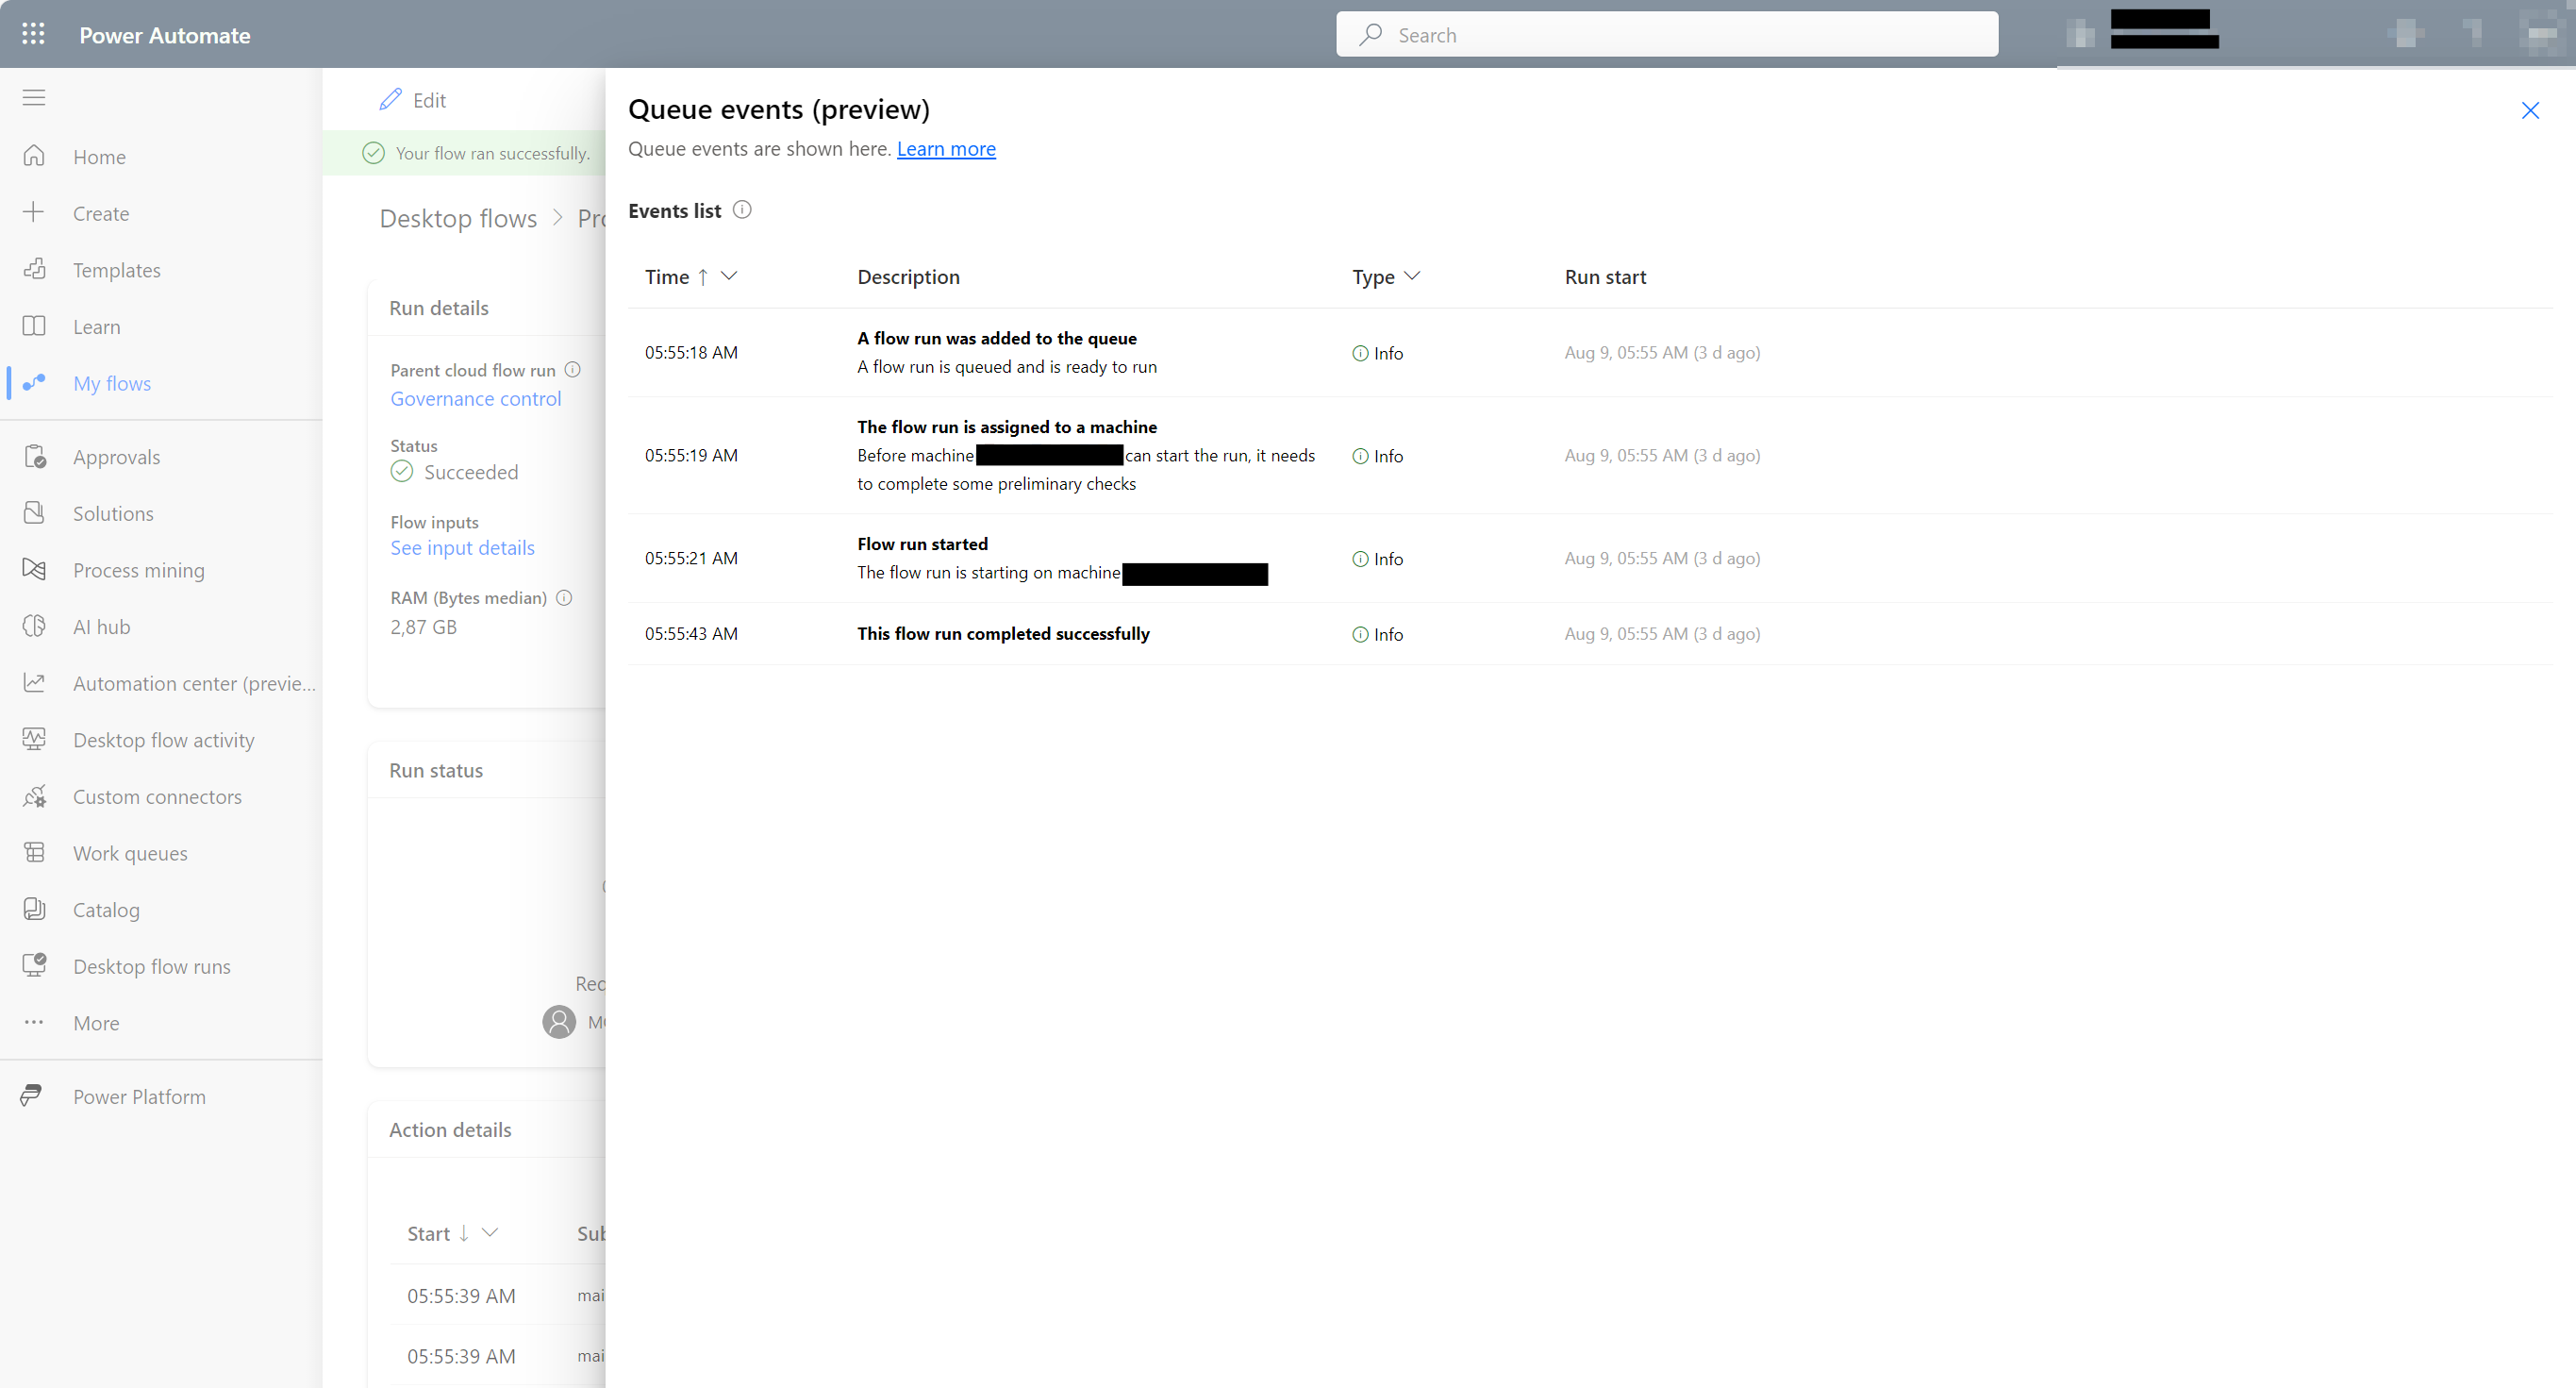 Power Automate
Search
Home
Create
Templates
Learn
My flows
Approvals
Solutions
Process mining
AI hub
Automation center (previe...
Desktop flow activity
Custom connectors
Work queues
Catalog
Desktop flow runs
More
Power Platform
Edit
Your flow ran successfully.
Desktop flows > Pro
Run details
Parent cloud flow run
Governance control
Status
Succeeded
Flow inputs
See input details
RAM (Bytes median)
2,87 GB
Run status
Req
Action details
Start Sub
05:55:39 AM mai
05:55:39 AM mai
Queue events (preview)
Queue events are shown here. Learn more
Events list
Time Description Type Run start
05:55:18 AM A flow run was added to the queue Info Aug 9, 05:55 AM (3 d ago)
A flow run is queued and is ready to run
The flow run is assigned to a machine
05:55:19 AM Before machine can start the run, it needs Info Aug 9, 05:55 AM (3 d ago)
to complete some preliminary checks
05:55:21 AM Flow run started Info Aug 9, 05:55 AM (3 d ago)
The flow run is starting on machine
05:55:43 AM This flow run completed successfully Info Aug 9, 05:55 AM (3 d ago)